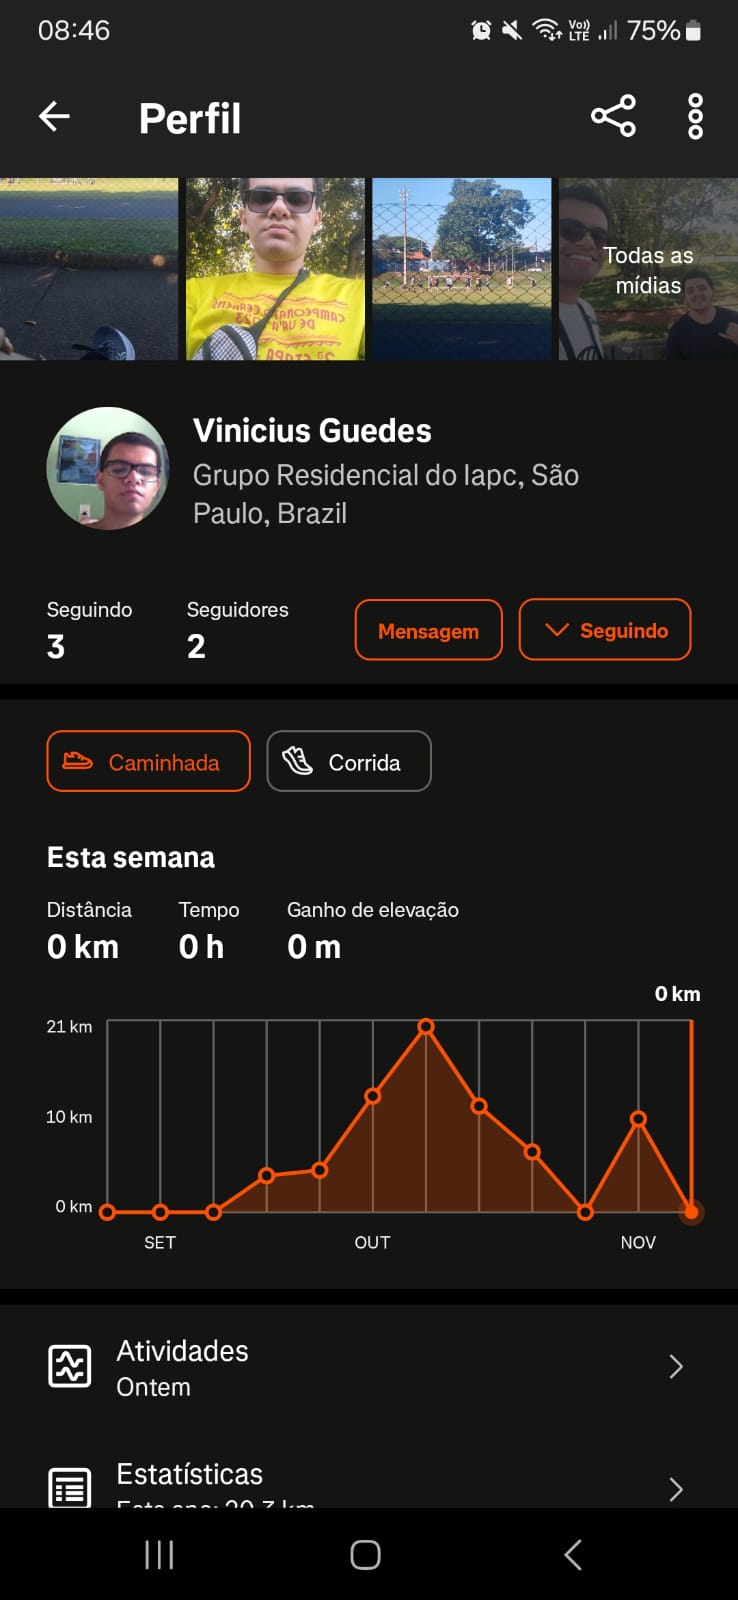 08:46
Vo)) LTE 75%
Perfil
Todas as
mídias
Vinicius Guedes
Grupo Residencial do Iapc, São
Paulo, Brazil
Seguindo
3
Seguidores
2
Mensagem
Seguindo
Caminhada
Corrida
Esta semana
Distância
0 km
Tempo
0 h
Ganho de elevação
0 m
0 km
21 km
10 km
0 km
SET
OUT
NOV
Atividades
Ontem
Estatísticas